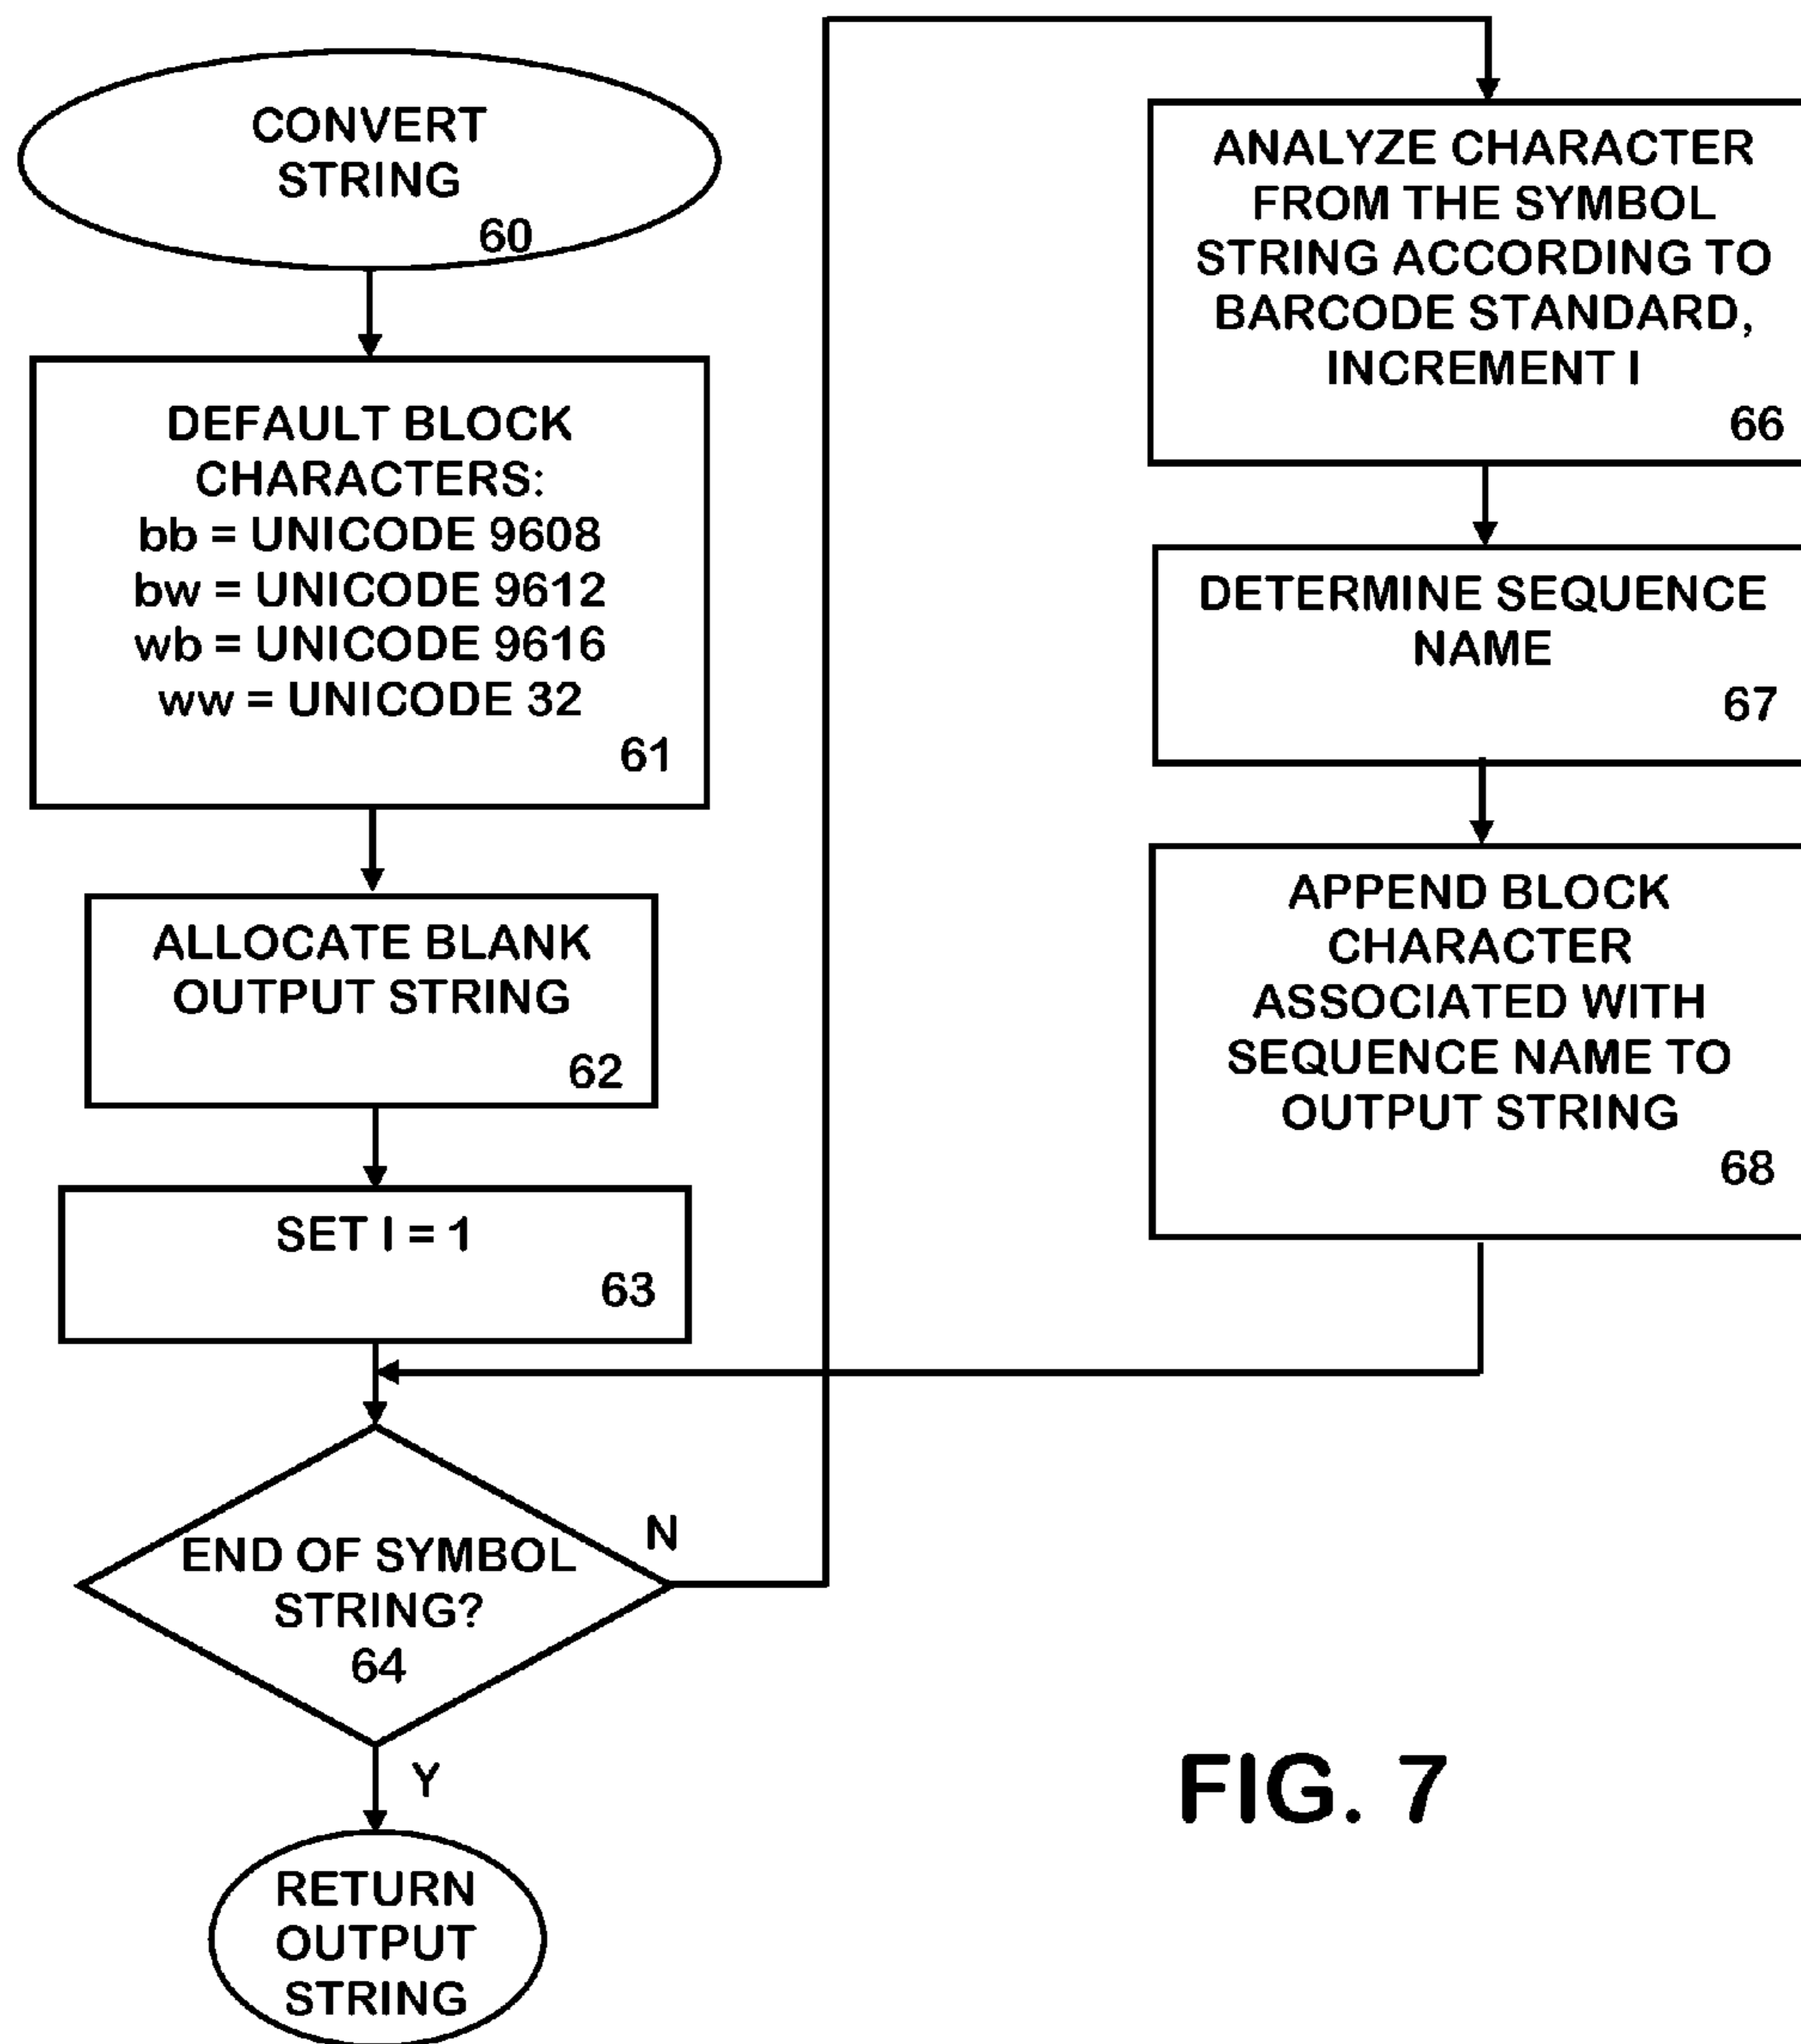 CONVERT
STRING
60
DEFAULT BLOCK
CHARACTERS:
bb = UNICODE 9608
bw = UNICODE 9612
wb = UNICODE 9616
ww = UNICODE 32
61
ALLOCATE BLANK
OUTPUT STRING
62
SET I = 1
63
END OF SYMBOL
STRING?
64
N
Y
RETURN
OUTPUT
STRING
ANALYZE CHARACTER
FROM THE SYMBOL
STRING ACCORDING TO
BARCODE STANDARD,
INCREMENT I
66
DETERMINE SEQUENCE
NAME
67
APPEND BLOCK
CHARACTER
ASSOCIATED WITH
SEQUENCE NAME TO
OUTPUT STRING
68
FIG. 7